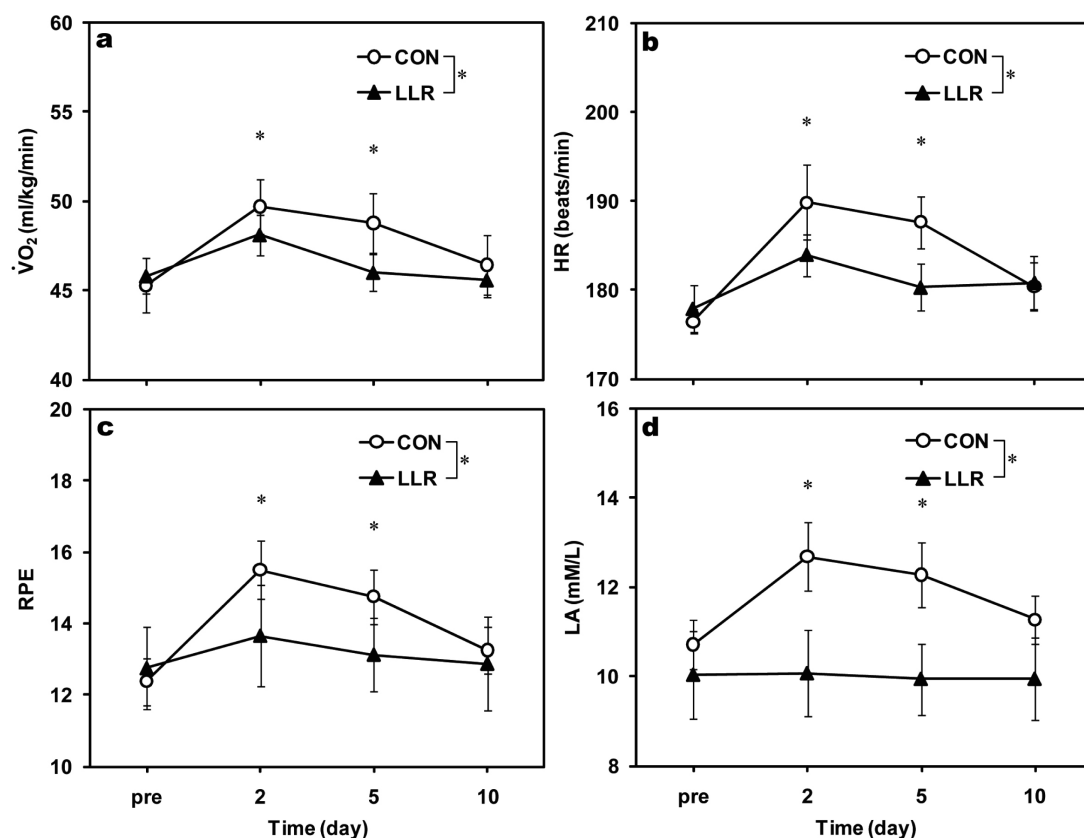 a
CON
LLR
*
*
*
V̇O₂ (ml/kg/min)
60
55
50
45
40
b
CON
LLR
*
*
*
HR (beats/min)
210
200
190
180
170
c
CON
LLR
*
*
*
RPE
20
18
16
14
12
10
pre 2 5 10
Time (day)
d
CON
LLR
*
*
*
LA (mM/L)
16
14
12
10
8
pre 2 5 10
Time (day)